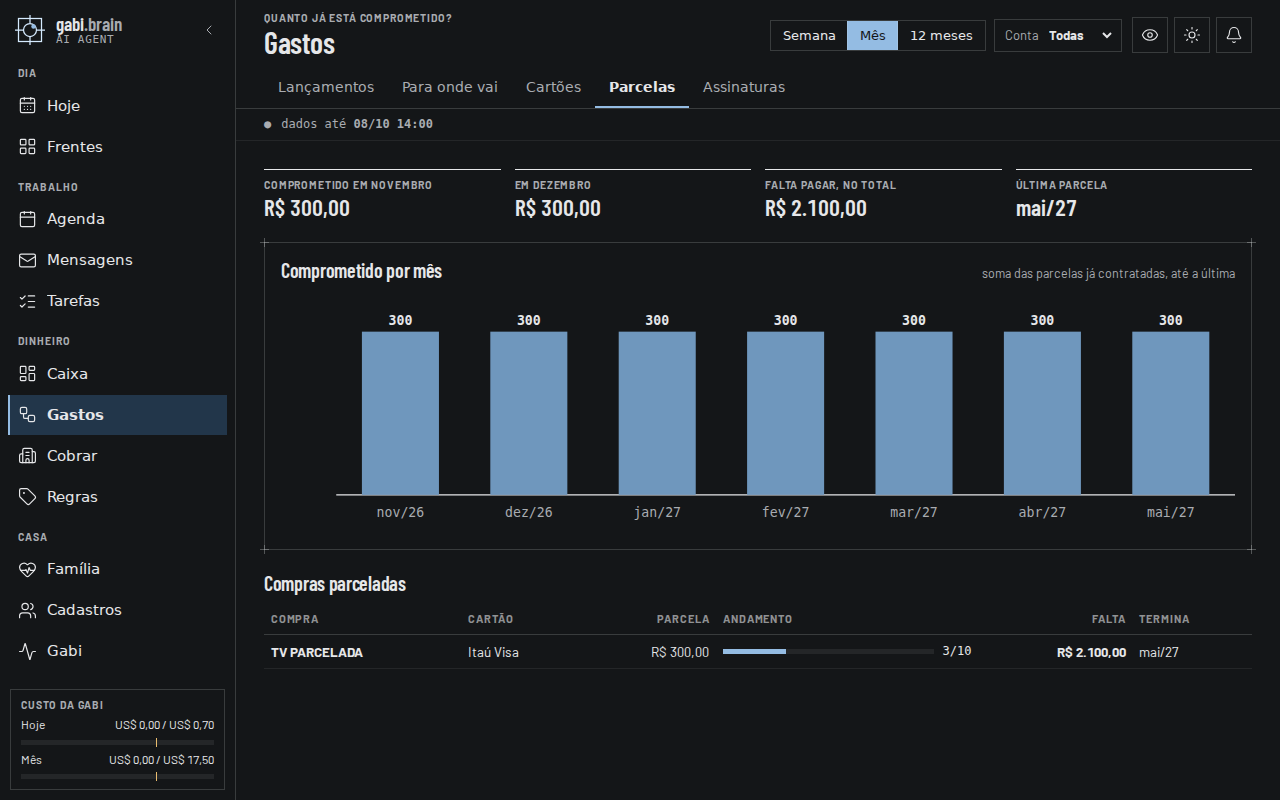 gabi.brain
AI AGENT
DIA
Hoje
Frentes
TRABALHO
Agenda
Mensagens
Tarefas
DINHEIRO
Caixa
Gastos
Cobrar
Regras
CASA
Família
Cadastros
Gabi
CUSTO DA GABI
Hoje US$ 0,00 / US$ 0,70
Mês US$ 0,00 / US$ 17,50
QUANTO JÁ ESTÁ COMPROMETIDO?
Gastos
Semana Mês 12 meses Conta Todas
Lançamentos Para onde vai Cartões Parcelas Assinaturas
dados até 08/10 14:00
COMPROMETIDO EM NOVEMBRO EM DEZEMBRO FALTA PAGAR, NO TOTAL ÚLTIMA PARCELA
R$ 300,00 R$ 300,00 R$ 2.100,00 mai/27
Comprometido por mês soma das parcelas já contratadas, até a última
300 300 300 300 300 300 300
nov/26 dez/26 jan/27 fev/27 mar/27 abr/27 mai/27
Compras parceladas
COMPRA CARTÃO PARCELA ANDAMENTO FALTA TERMINA
TV PARCELADA Itaú Visa R$ 300,00 3/10 R$ 2.100,00 mai/27